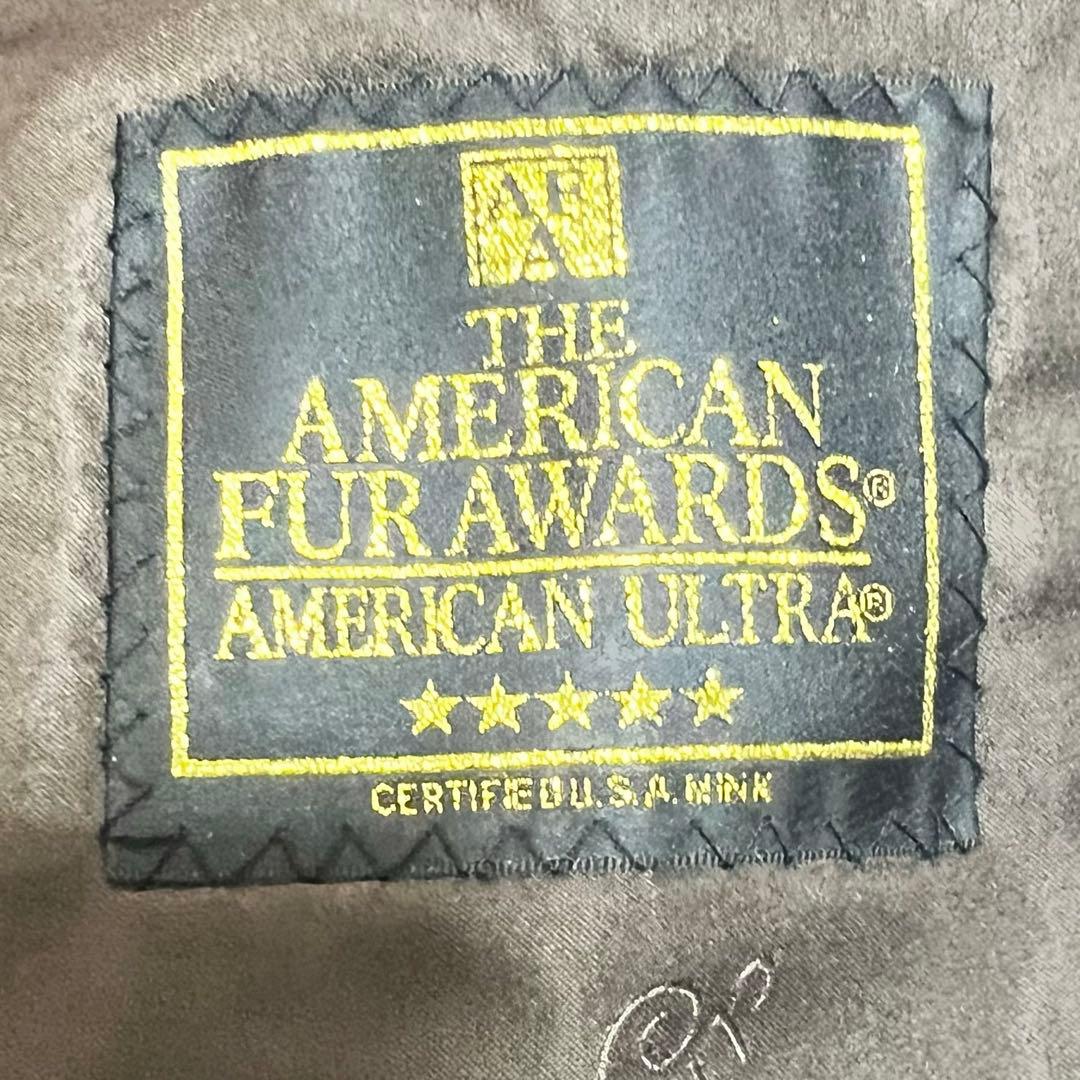 THE
AMERICAN
FUR AWARDS®
AMERICAN ULTRA®
CERTIFIED U.S.A. MINK